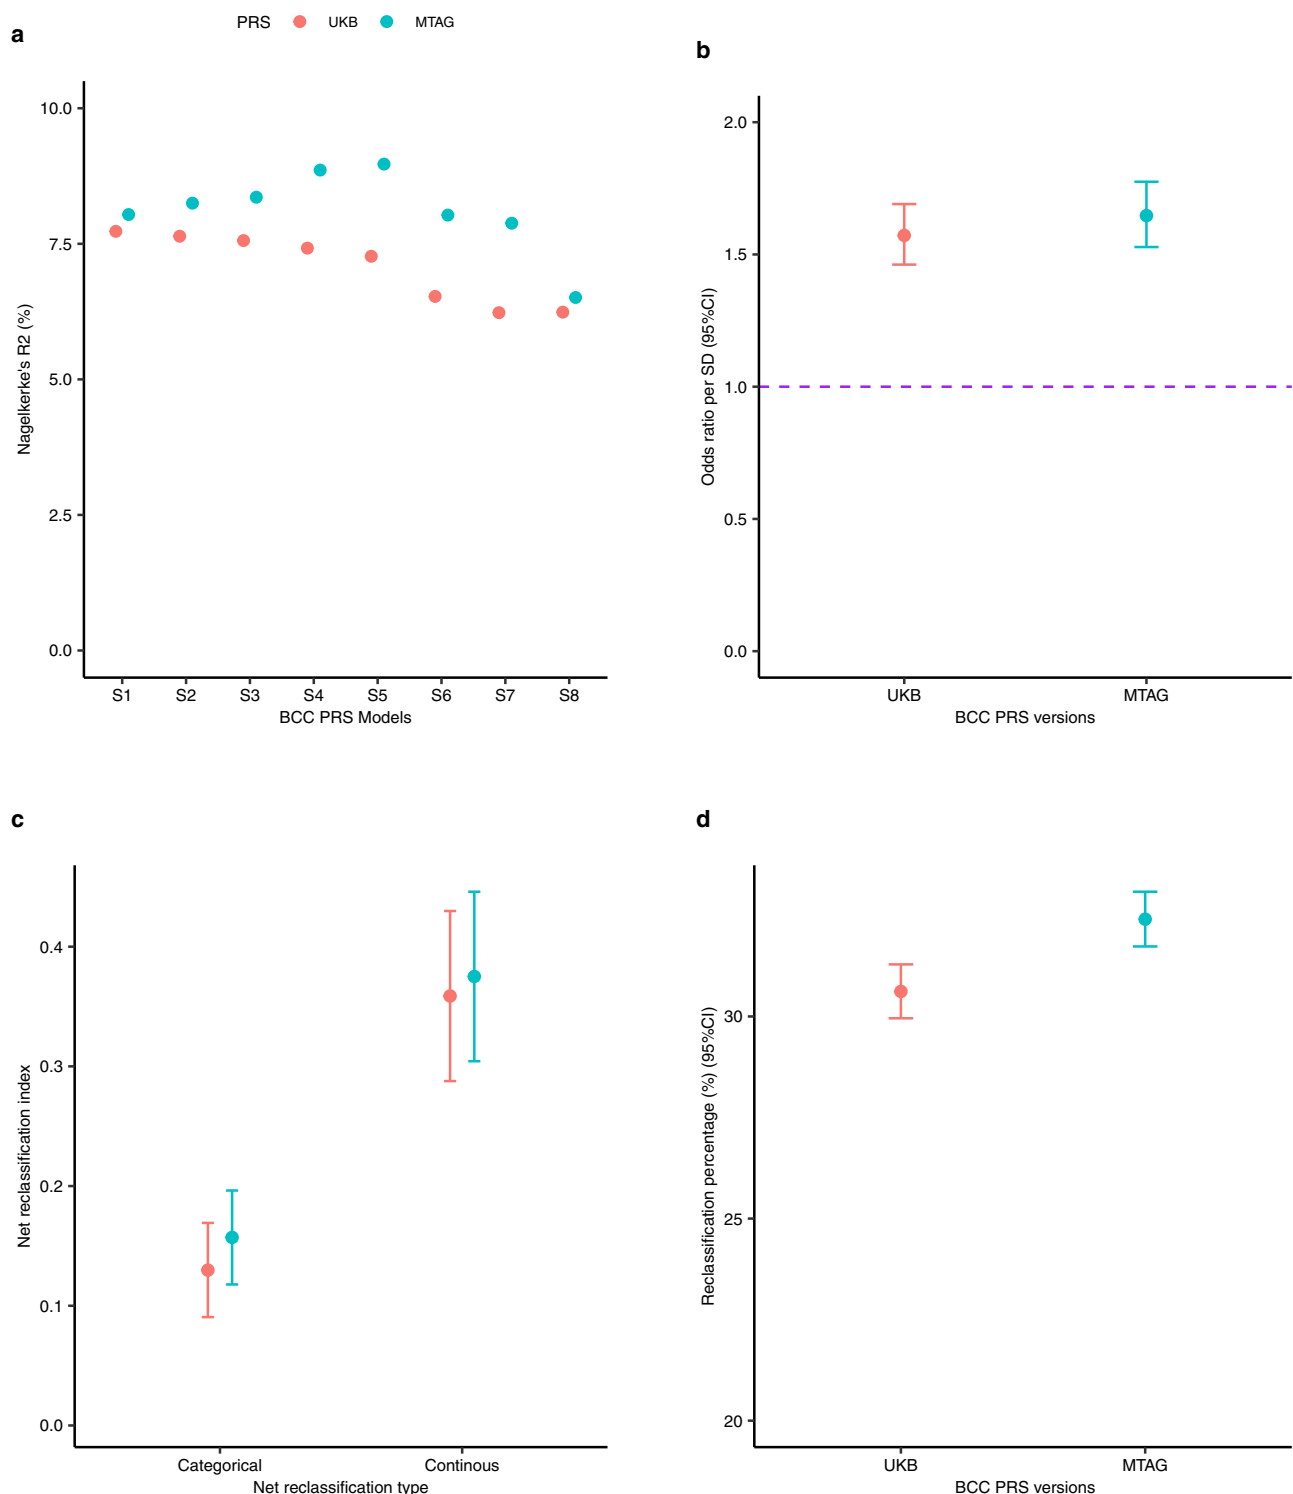 PRS UKB MTAG
a
10.0
7.5
5.0
2.5
0.0
Nagelkerke's R2 (%)
S1 S2 S3 S4 S5 S6 S7 S8
BCC PRS Models
b
2.0
1.5
1.0
0.5
0.0
Odds ratio per SD (95%CI)
UKB MTAG
BCC PRS versions
c
0.4
0.3
0.2
0.1
0.0
Net reclassification index
Categorical Continous
Net reclassification type
d
30
25
20
Reclassification percentage (%) (95%CI)
UKB MTAG
BCC PRS versions